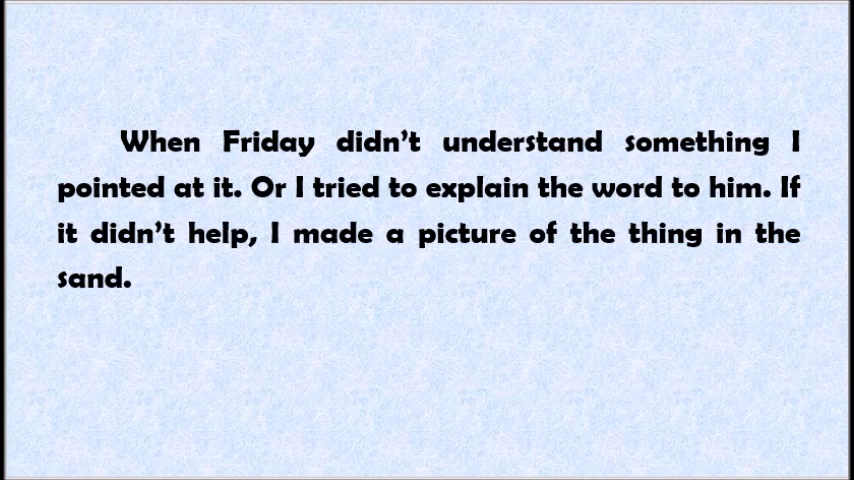 When Friday didn’t understand something I
pointed at it. Or I tried to explain the word to him. If
it didn’t help, I made a picture of the thing in the
sand.